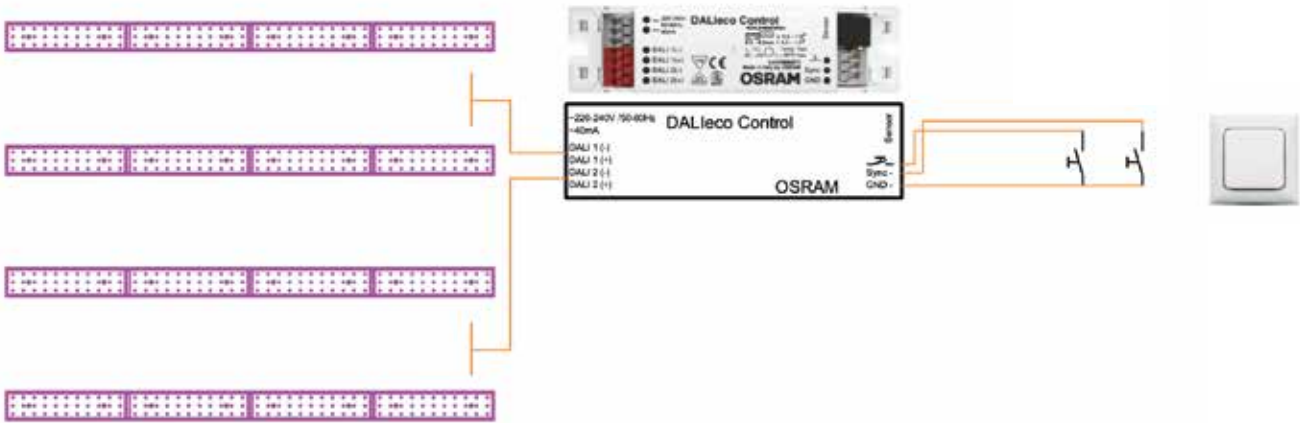 DALIeco Control
DALI 1(-)
DALI 1(+)
DALI 2(-)
DALI 2(+)
Sensor
Sync
GND
OSRAM
~220-240V /50-60Hz
~40mA
DALIeco Control
DALI 1 (-)
DALI 1 (+)
DALI 2 (-)
DALI 2 (+)
Sensor
Sync -
GND -
OSRAM